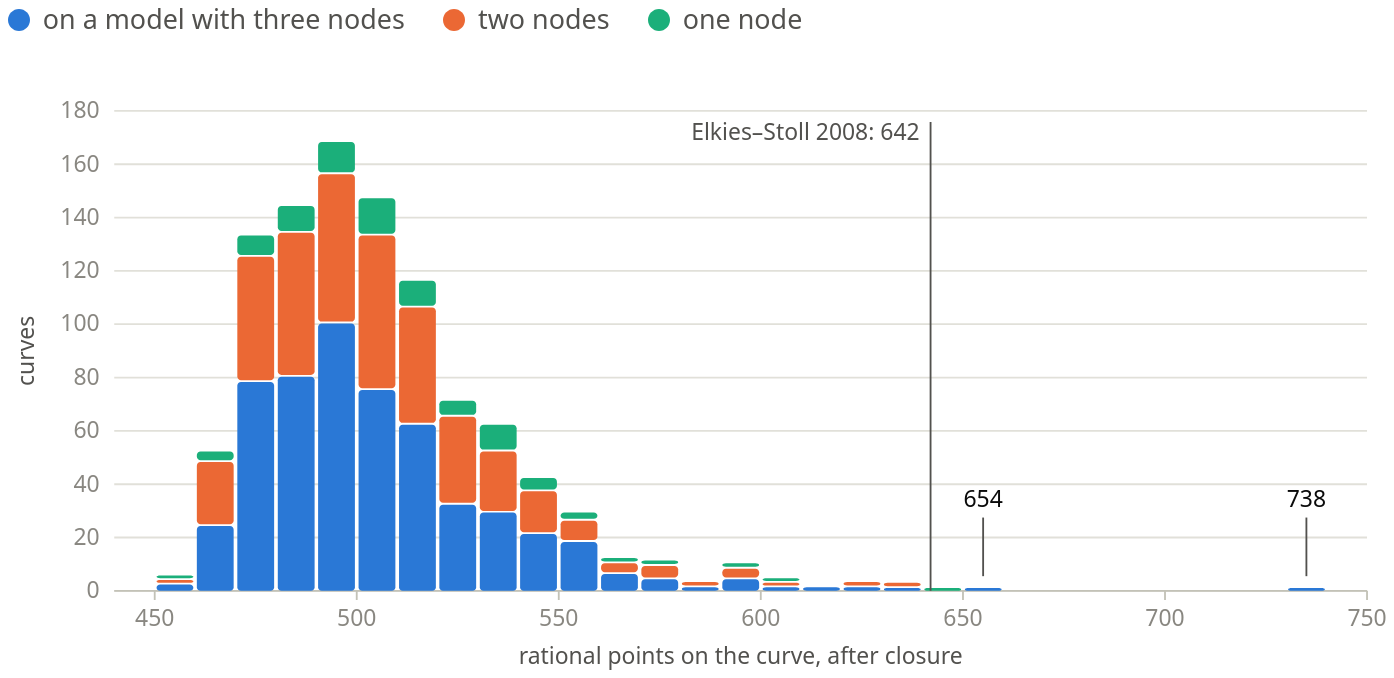 on a model with three nodes two nodes one node
180
160
140
120
100
80
60
40
20
0
curves
Elkies–Stoll 2008: 642
654
738
450 500 550 600 650 700 750
rational points on the curve, after closure